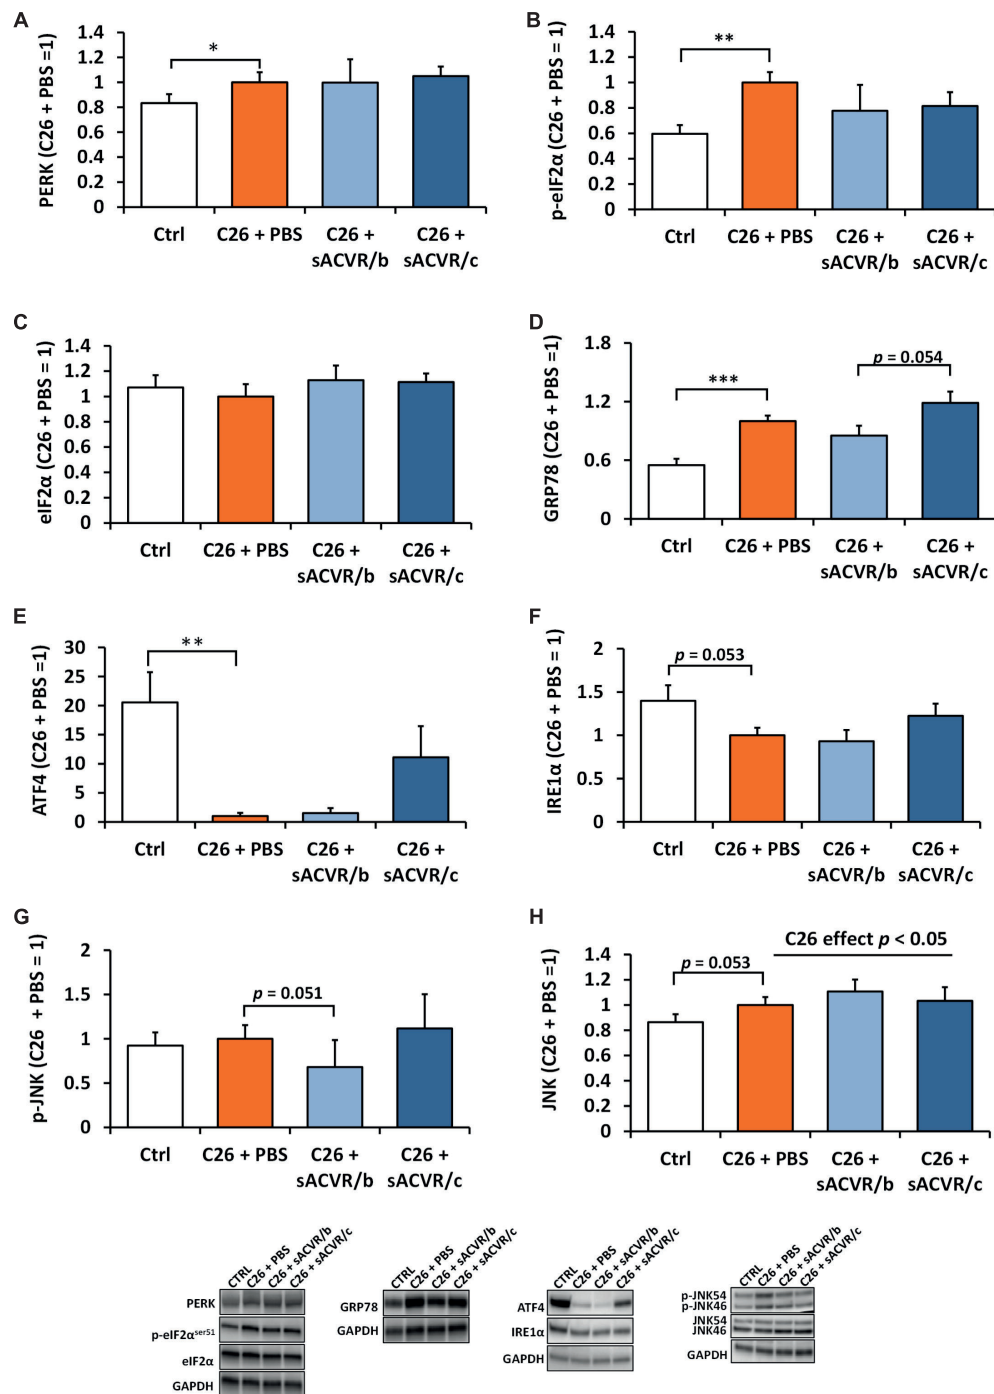 A
PERK (C26 + PBS =1)
1.4
1.2
1
0.8
0.6
0.4
0.2
0
*
Ctrl
C26 + PBS
C26 +
sACVR/b
C26 +
sACVR/c
B
p-eIF2α (C26 + PBS = 1)
1.4
1.2
1
0.8
0.6
0.4
0.2
0
**
Ctrl
C26 + PBS
C26 +
sACVR/b
C26 +
sACVR/c
C
eIF2α (C26 + PBS = 1)
1.4
1.2
1
0.8
0.6
0.4
0.2
0
Ctrl
C26 + PBS
C26 +
sACVR/b
C26 +
sACVR/c
D
GRP78 (C26 + PBS =1)
1.8
1.2
0.6
0
***
p = 0.054
Ctrl
C26 + PBS
C26 +
sACVR/b
C26 +
sACVR/c
E
ATF4 (C26 + PBS =1)
30
25
20
15
10
5
0
**
Ctrl
C26 + PBS
C26 +
sACVR/b
C26 +
sACVR/c
F
IRE1α (C26 + PBS = 1)
2
1.5
1
0.5
0
p = 0.053
Ctrl
C26 + PBS
C26 +
sACVR/b
C26 +
sACVR/c
G
p-JNK (C26 + PBS = 1)
2
1.5
1
0.5
0
p = 0.051
Ctrl
C26 + PBS
C26 +
sACVR/b
C26 +
sACVR/c
H
JNK (C26 + PBS =1)
1.4
1.2
1
0.8
0.6
0.4
0.2
0
C26 effect p < 0.05
p = 0.053
Ctrl
C26 + PBS
C26 +
sACVR/b
C26 +
sACVR/c
CTRL
C26 + PBS
C26 + sACVR/b
C26 + sACVR/c
PERK
p-eIF2αser51
eIF2α
GAPDH
CTRL
C26 + PBS
C26 + sACVR/b
C26 + sACVR/c
GRP78
GAPDH
CTRL
C26 + PBS
C26 + sACVR/b
C26 + sACVR/c
ATF4
IRE1α
GAPDH
CTRL
C26 + PBS
C26 + sACVR/b
C26 + sACVR/c
p-JNK54
p-JNK46
JNK54
JNK46
GAPDH